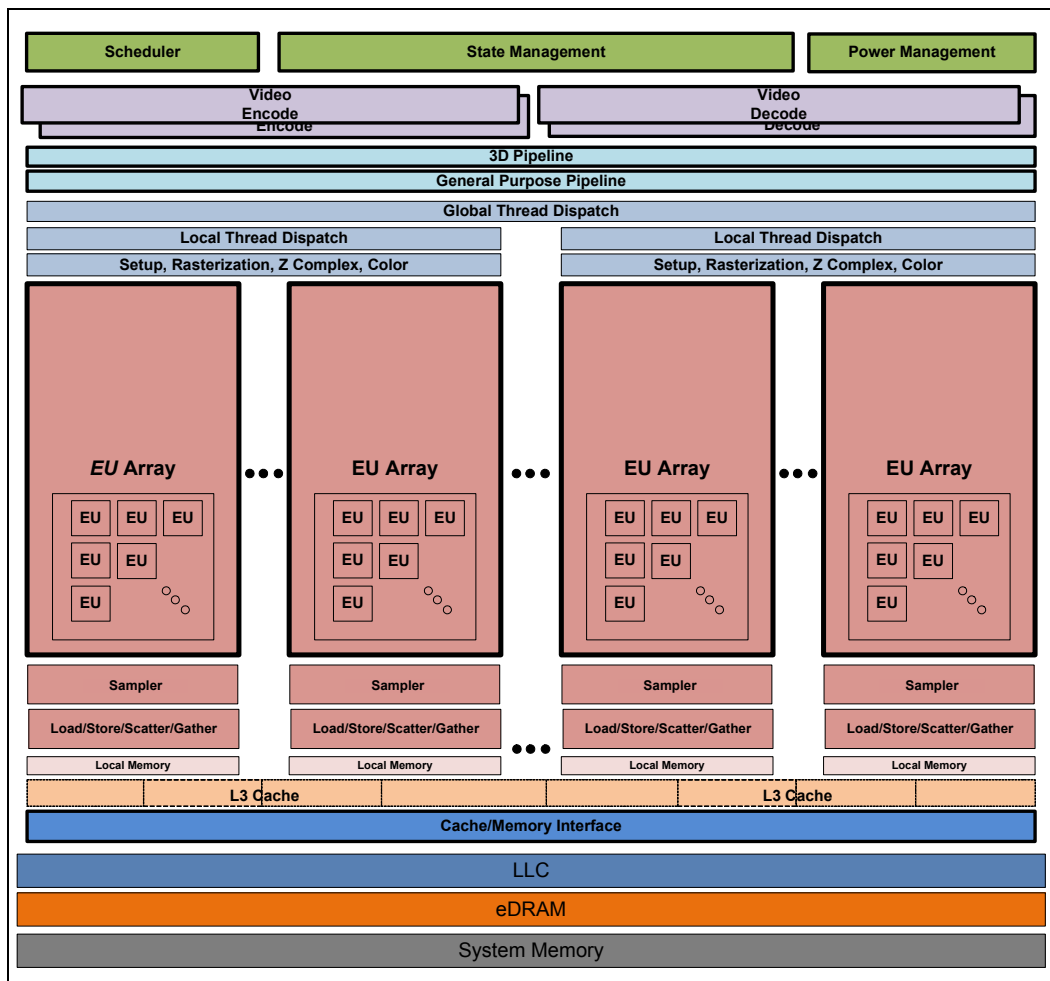 Scheduler
State Management
Power Management
Video
Encode
Encode
Video
Decode
Decode
3D Pipeline
General Purpose Pipeline
Global Thread Dispatch
Local Thread Dispatch
Local Thread Dispatch
Setup, Rasterization, Z Complex, Color
Setup, Rasterization, Z Complex, Color
EU Array
EU Array
EU Array
EU Array
EU EU EU
EU EU
EU
EU EU EU
EU EU
EU
EU EU EU
EU EU
EU
EU EU EU
EU EU
EU
Sampler
Sampler
Sampler
Sampler
Load/Store/Scatter/Gather
Load/Store/Scatter/Gather
Load/Store/Scatter/Gather
Load/Store/Scatter/Gather
Local Memory
Local Memory
Local Memory
Local Memory
L3 Cache
L3 Cache
Cache/Memory Interface
LLC
eDRAM
System Memory